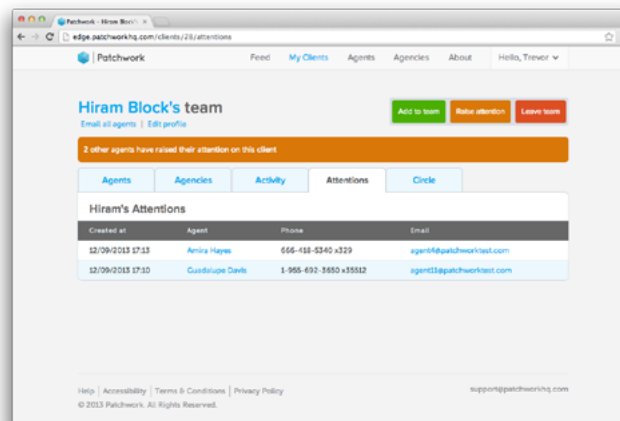 Patchwork - Hiram Block's
edge.patchworkhq.com/clients/28/attentions
Patchwork Feed My Clients Agents Agencies About Hello, Trevor
Hiram Block's team
Add to team Raise attention Leave team
Email all agents | Edit profile
2 other agents have raised their attention on this client
Agents Agencies Activity Attentions Circle
Hiram's Attentions
Created at Agent Phone Email
12/09/2013 17:13 Amira Hayes 666-418-5340 x329 agent4@patchworktest.com
12/09/2013 17:10 Guadalupe Davis 1-955-692-3650 x35512 agent11@patchworktest.com
Help | Accessibility | Terms & Conditions | Privacy Policy support@patchworkhq.com
© 2013 Patchwork. All Rights Reserved.